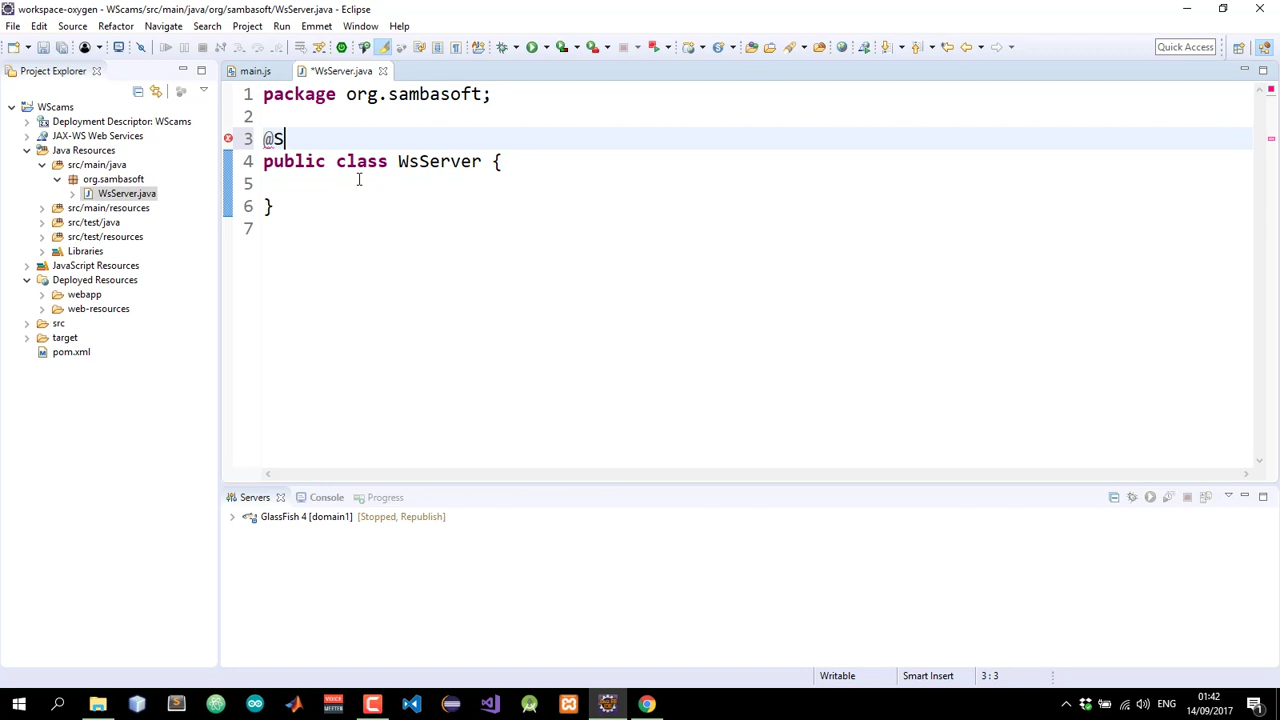 workspace-oxygen - WScams/src/main/java/org/sambasoft/WsServer.java - Eclipse
File Edit Source Refactor Navigate Search Project Run Emmet Window Help
Quick Access
Project Explorer
main.js
*WsServer.java
WScams
Deployment Descriptor: WScams
JAX-WS Web Services
Java Resources
src/main/java
org.sambasoft
WsServer.java
src/main/resources
src/test/java
src/test/resources
Libraries
JavaScript Resources
Deployed Resources
webapp
web-resources
src
target
pom.xml
1 package org.sambasoft;
2
3 @S
4 public class WsServer {
5
6 }
7
Servers Console Progress
GlassFish 4 [domain1] [Stopped, Republish]
Writable Smart Insert 3 : 3
VOICE MEETER
ENG
01:42
14/09/2017